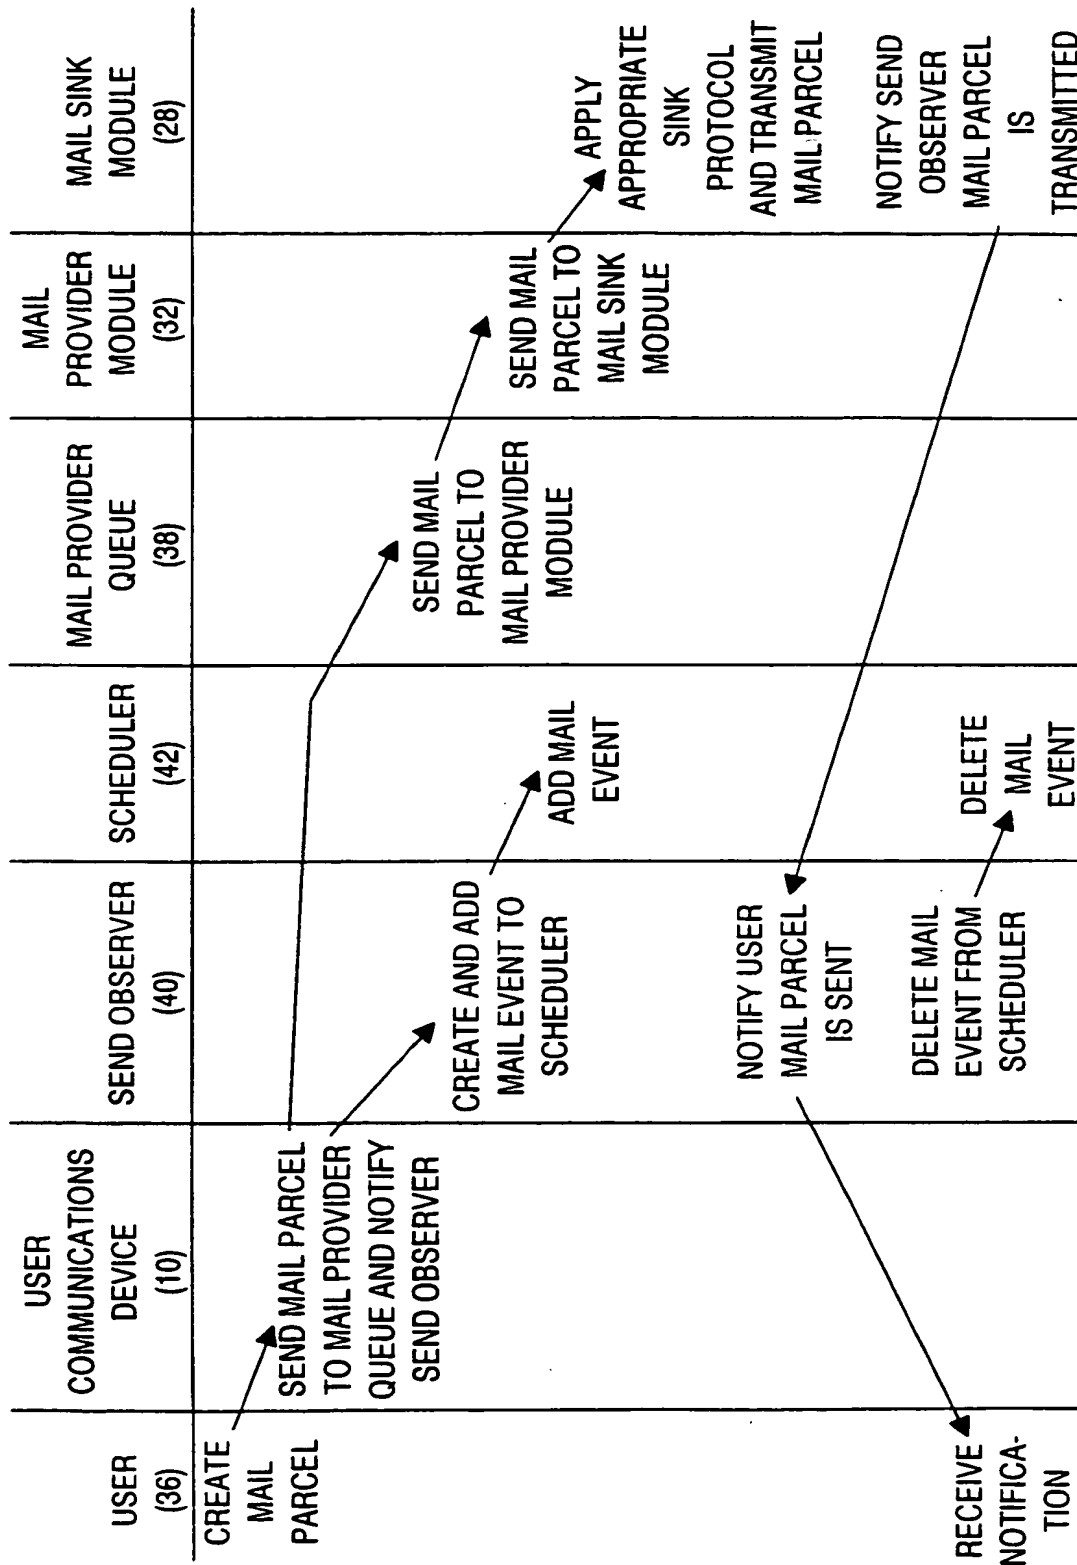 USER
(36)
USER
COMMUNICATIONS
DEVICE
(10)
SEND OBSERVER
(40)
SCHEDULER
(42)
MAIL PROVIDER
QUEUE
(38)
MAIL
PROVIDER
MODULE
(32)
MAIL SINK
MODULE
(28)
CREATE
MAIL
PARCEL
SEND MAIL PARCEL
TO MAIL PROVIDER
QUEUE AND NOTIFY
SEND OBSERVER
CREATE AND ADD
MAIL EVENT TO
SCHEDULER
ADD MAIL
EVENT
SEND MAIL
PARCEL TO
MAIL PROVIDER
MODULE
SEND MAIL
PARCEL TO
MAIL SINK
MODULE
APPLY
APPROPRIATE
SINK
PROTOCOL
AND TRANSMIT
MAIL PARCEL
NOTIFY SEND
OBSERVER
MAIL PARCEL
IS
TRANSMITTED
NOTIFY USER
MAIL PARCEL
IS SENT
DELETE MAIL
EVENT FROM
SCHEDULER
DELETE
MAIL
EVENT
RECEIVE
NOTIFICA-
TION